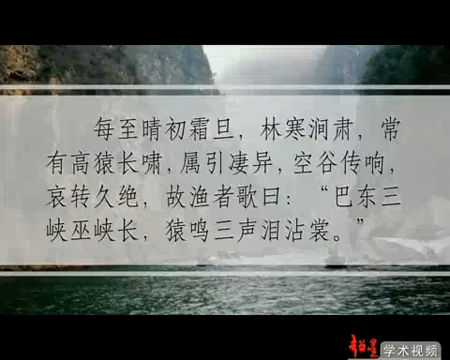 每至晴初霜旦，林寒涧肃，常
有高猿长啸，属引凄异，空谷传响，
哀转久绝，故渔者歌曰：“巴东三
峡巫峡长，猿鸣三声泪沾裳。”
学术视频